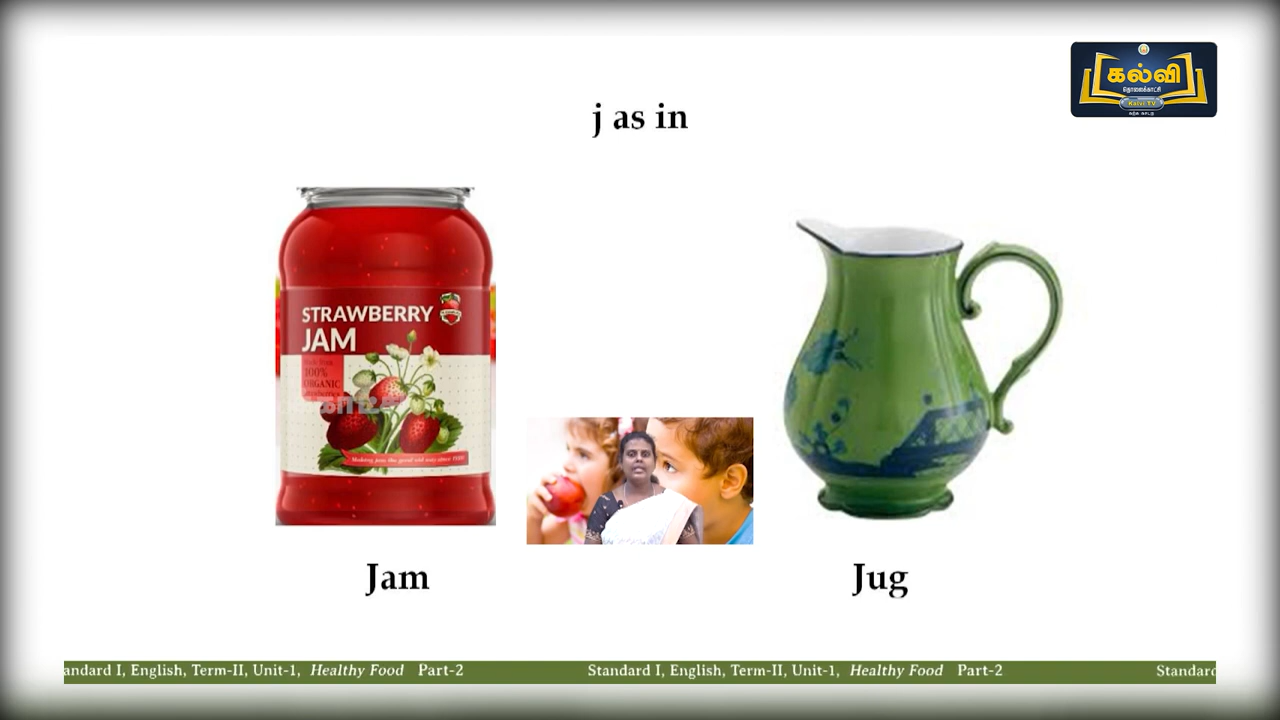 கல்வி
தொலைக்காட்சி
Kalvi TV
j as in
STRAWBERRY
JAM
100%
ORGANIC
Jam
Jug
andard I, English, Term-II, Unit-1, Healthy Food Part-2 Standard I, English, Term-II, Unit-1, Healthy Food Part-2 Standard